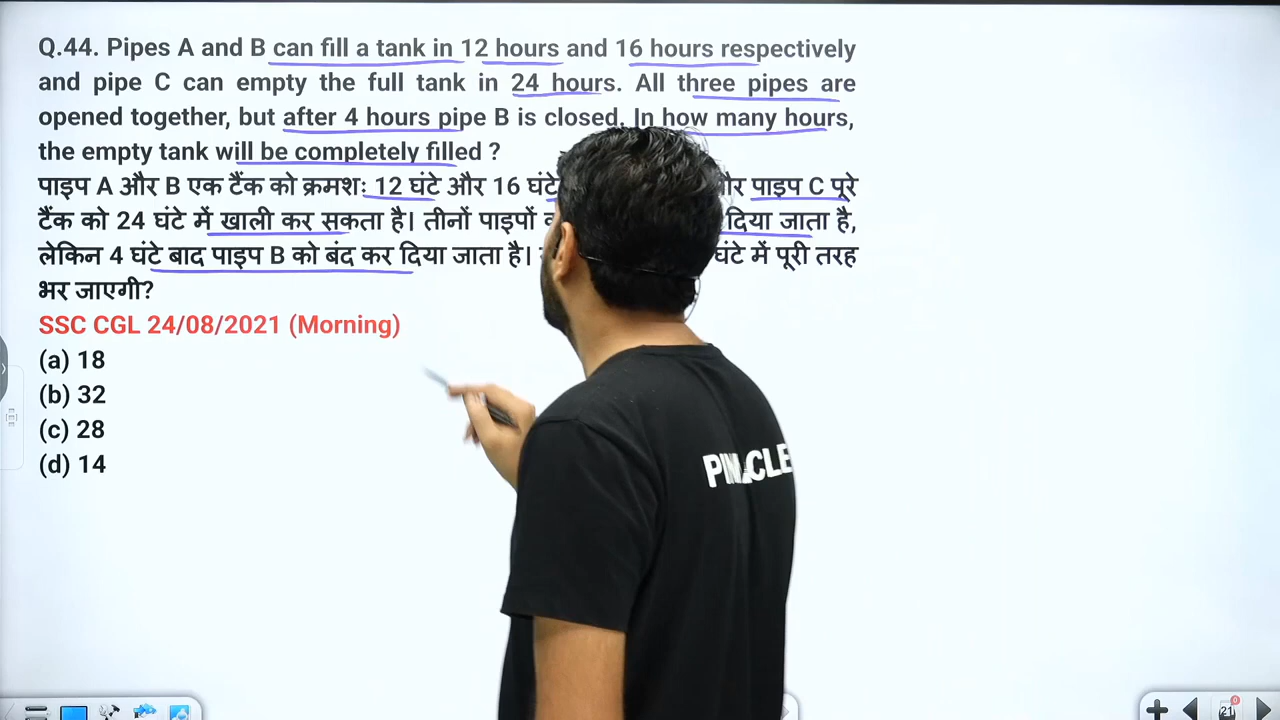 Q.44. Pipes A and B can fill a tank in 12 hours and 16 hours respectively
and pipe C can empty the full tank in 24 hours. All three pipes are
opened together, but after 4 hours pipe B is closed. In how many hours,
the empty tank will be completely filled ?
पाइप A और B एक टैंक को क्रमशः 12 घंटे और 16 घंटे पाइप C पूरे
टैंक को 24 घंटे में खाली कर सकता है। तीनों पाइपों दिया जाता है,
लेकिन 4 घंटे बाद पाइप B को बंद कर दिया जाता है। घंटे में पूरी तरह
भर जाएगी?
SSC CGL 24/08/2021 (Morning)
(a) 18
(b) 32
(c) 28
(d) 14
PINNACLE
21